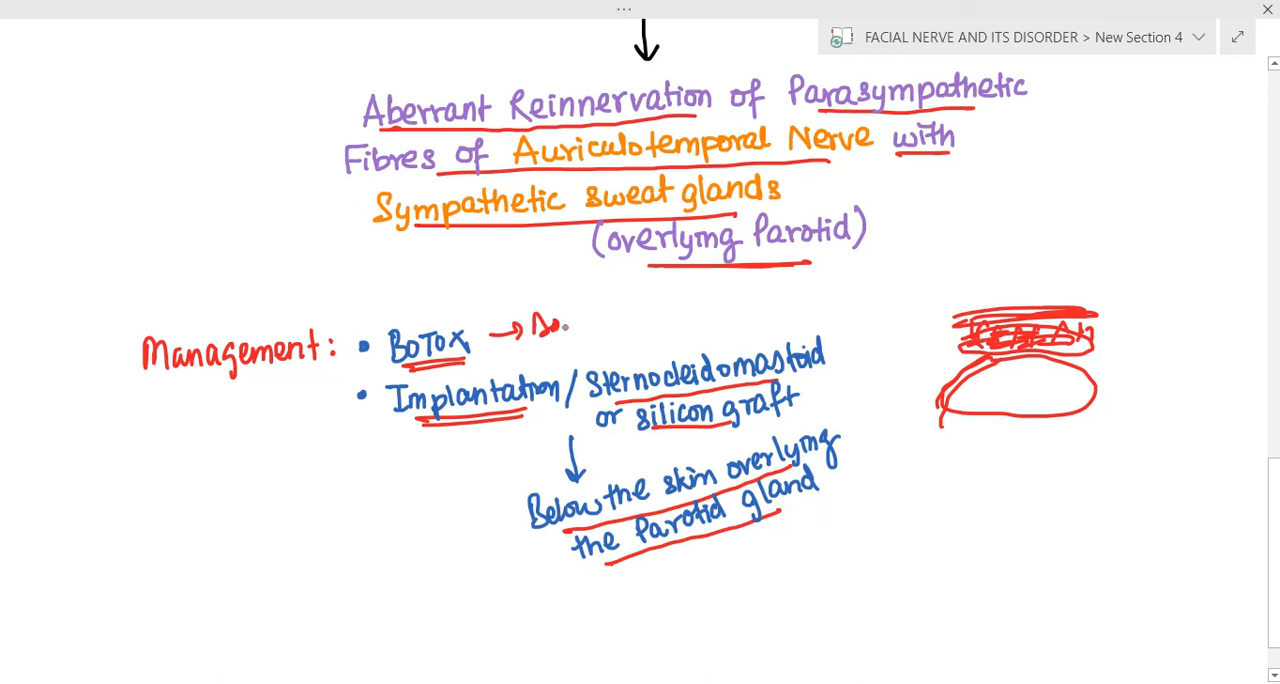 FACIAL NERVE AND ITS DISORDER > New Section 4
Aberrant Reinnervation of Parasympathetic
Fibres of Auriculotemporal Nerve with
Sympathetic sweat glands
(overlying Parotid)
Management: • BOTOX →
• Implantation / Sternocleidomastoid
or silicon graft
Below the skin overlying
the Parotid gland